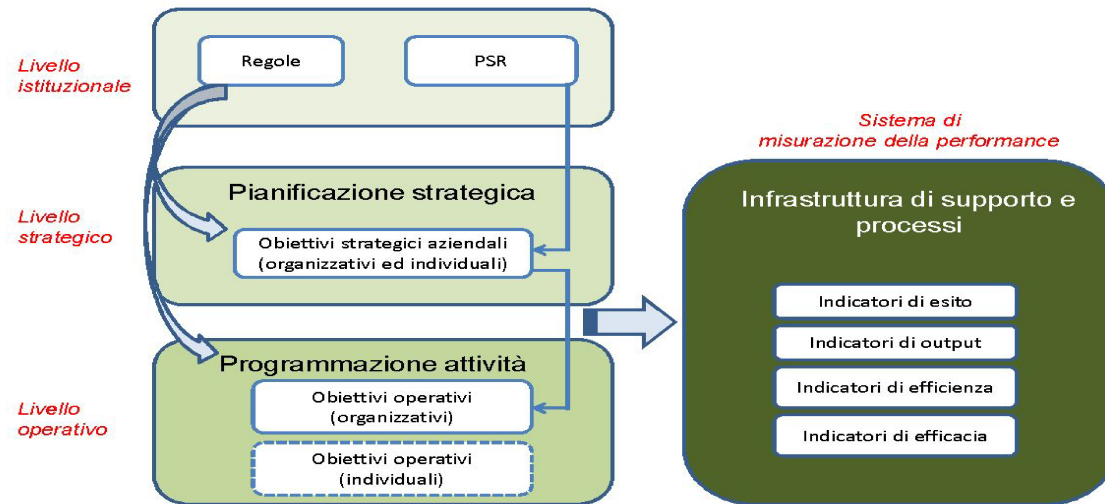 Livello
istituzionale
Regole
PSR
Livello
strategico
Pianificazione strategica
Obiettivi strategici aziendali
(organizzativi ed individuali)
Livello
operativo
Programmazione attività
Obiettivi operativi
(organizzativi)
Obiettivi operativi
(individuali)
Sistema di
misurazione della performance
Infrastruttura di supporto e
processi
Indicatori di esito
Indicatori di output
Indicatori di efficienza
Indicatori di efficacia